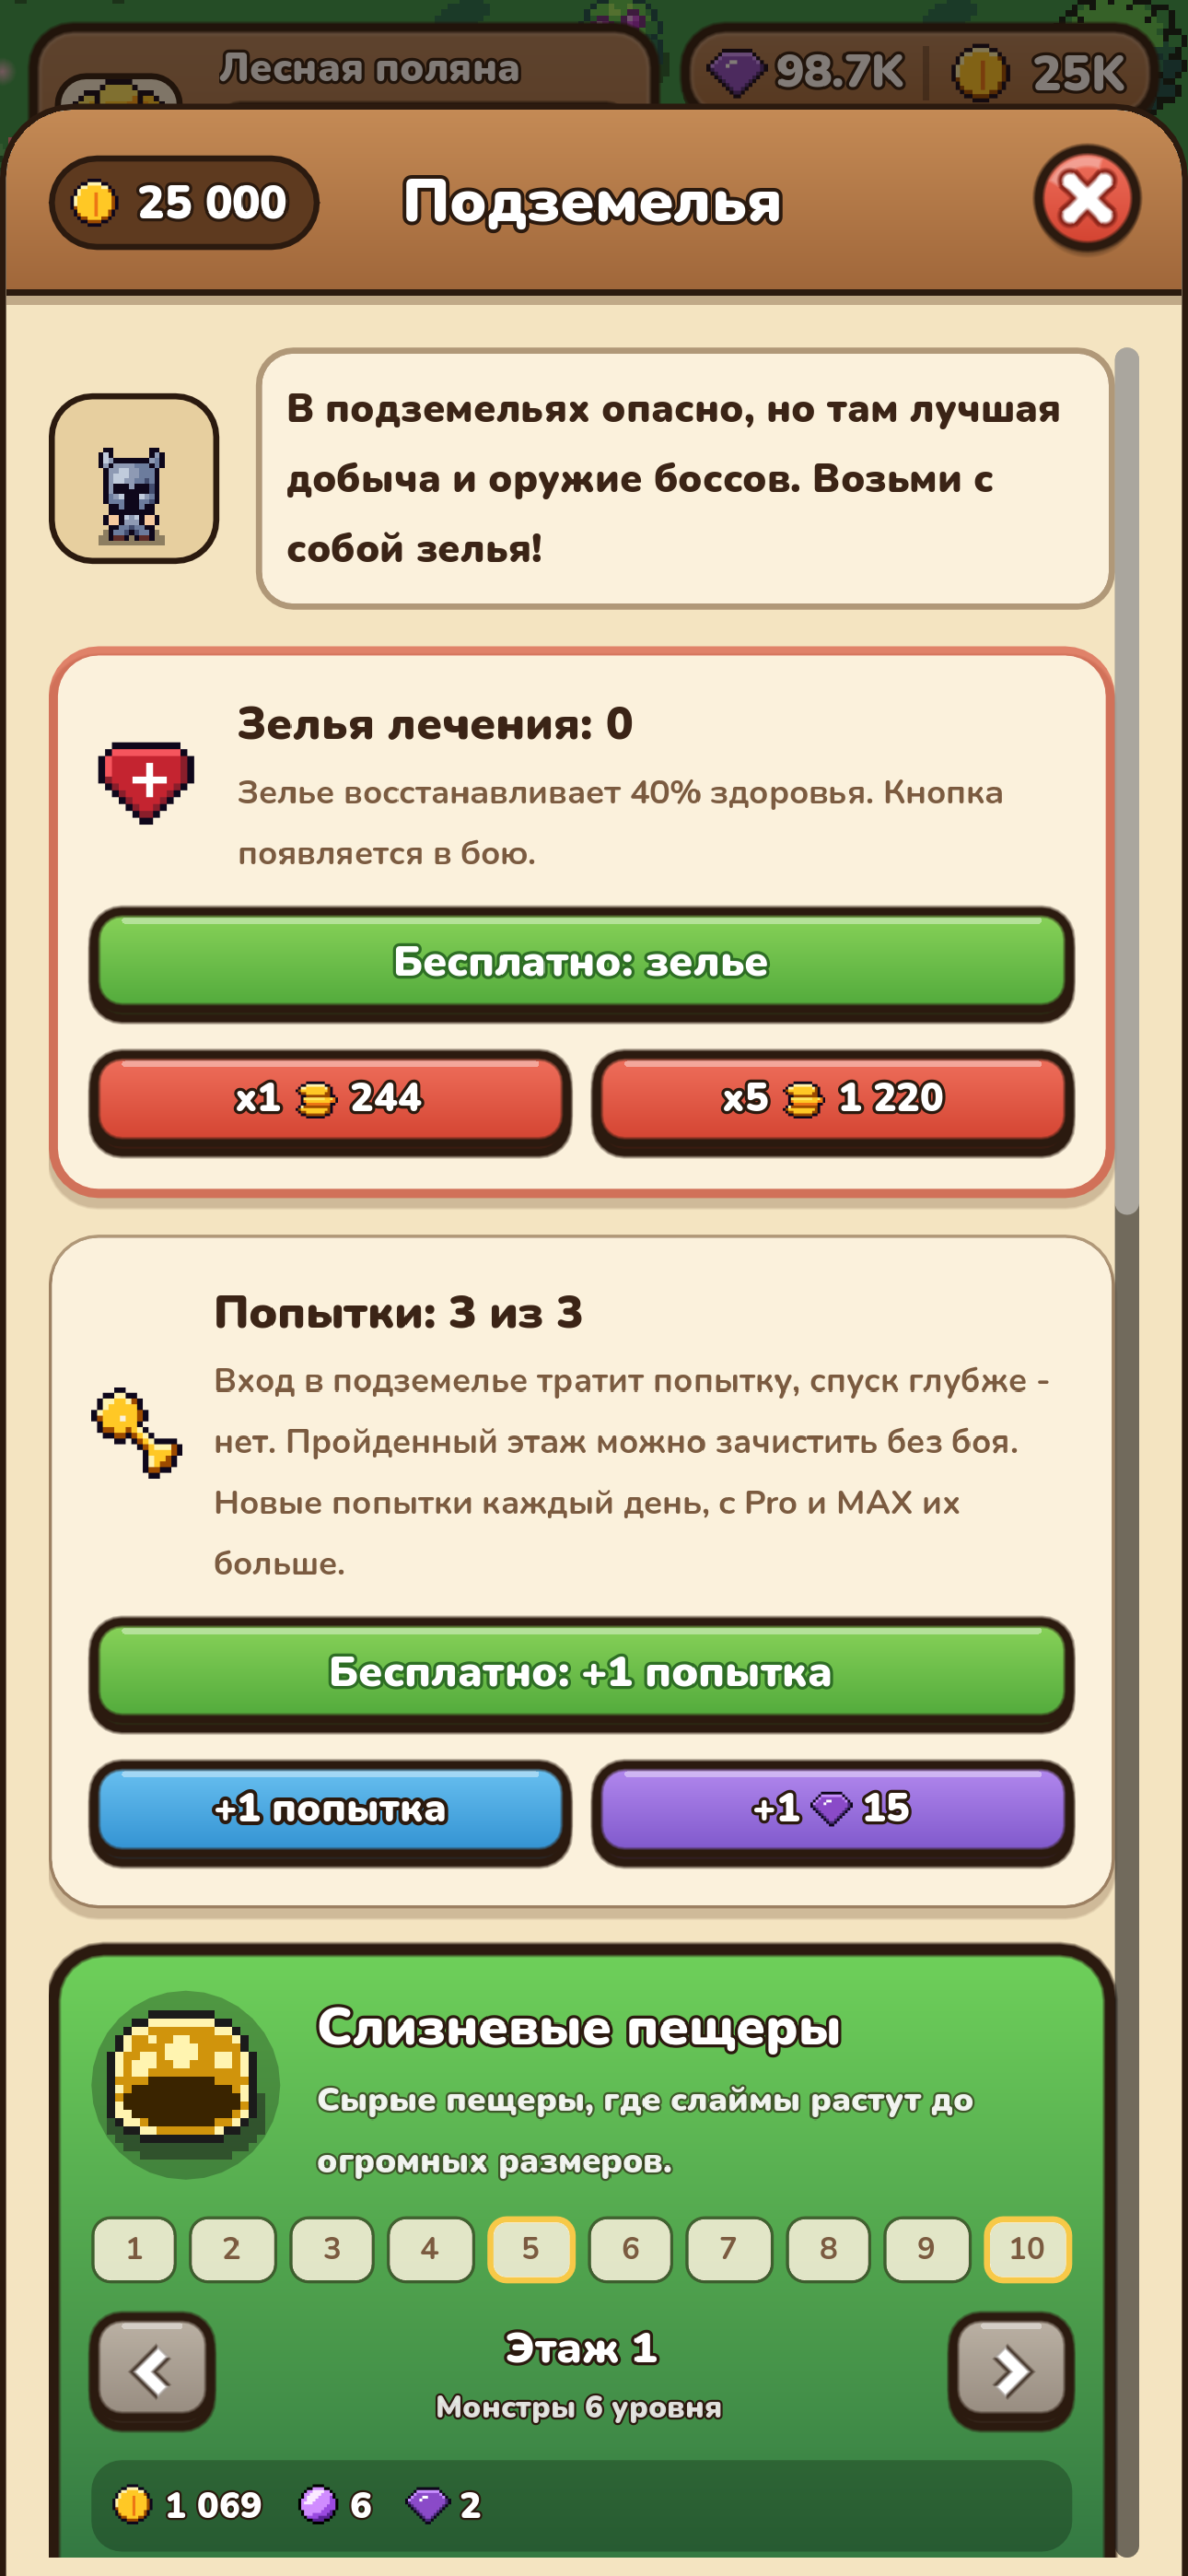 Лесная поляна
98.7K
25K
25 000
Подземелья
В подземельях опасно, но там лучшая
добыча и оружие боссов. Возьми с
собой зелья!
Зелья лечения: 0
Зелье восстанавливает 40% здоровья. Кнопка
появляется в бою.
Бесплатно: зелье
x1 244
x5 1 220
Попытки: 3 из 3
Вход в подземелье тратит попытку, спуск глубже -
нет. Пройденный этаж можно зачистить без боя.
Новые попытки каждый день, с Pro и MAX их
больше.
Бесплатно: +1 попытка
+1 попытка
+1 15
Слизневые пещеры
Сырые пещеры, где слаймы растут до
огромных размеров.
1 2 3 4 5 6 7 8 9 10
Этаж 1
Монстры 6 уровня
1 069 6 2